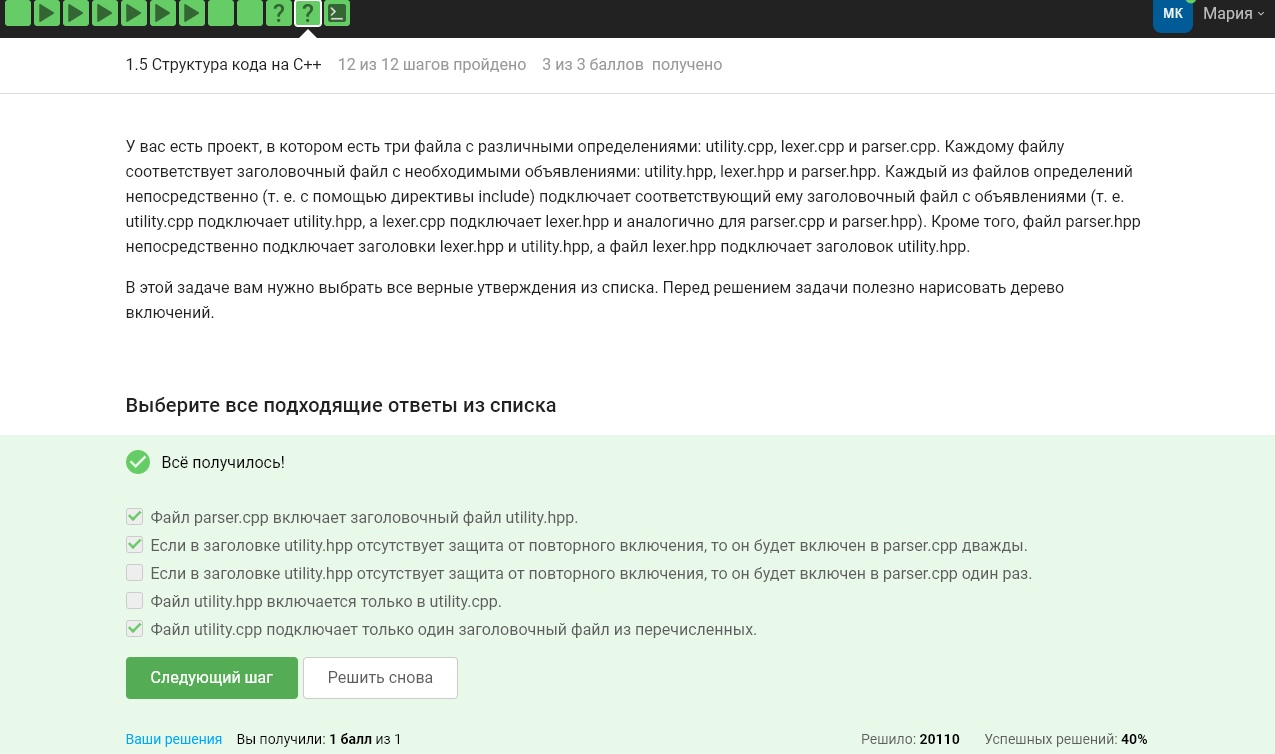 МК Мария
1.5 Структура кода на C++ 12 из 12 шагов пройдено 3 из 3 баллов получено
У вас есть проект, в котором есть три файла с различными определениями: utility.cpp, lexer.cpp и parser.cpp. Каждому файлу
соответствует заголовочный файл с необходимыми объявлениями: utility.hpp, lexer.hpp и parser.hpp. Каждый из файлов определений
непосредственно (т. е. с помощью директивы include) подключает соответствующий ему заголовочный файл с объявлениями (т. е.
utility.cpp подключает utility.hpp, а lexer.cpp подключает lexer.hpp и аналогично для parser.cpp и parser.hpp). Кроме того, файл parser.hpp
непосредственно подключает заголовки lexer.hpp и utility.hpp, а файл lexer.hpp подключает заголовок utility.hpp.
В этой задаче вам нужно выбрать все верные утверждения из списка. Перед решением задачи полезно нарисовать дерево
включений.
Выберите все подходящие ответы из списка
Всё получилось!
Файл parser.cpp включает заголовочный файл utility.hpp.
Если в заголовке utility.hpp отсутствует защита от повторного включения, то он будет включен в parser.cpp дважды.
Если в заголовке utility.hpp отсутствует защита от повторного включения, то он будет включен в parser.cpp один раз.
Файл utility.hpp включается только в utility.cpp.
Файл utility.cpp подключает только один заголовочный файл из перечисленных.
Следующий шаг Решить снова
Ваши решения Вы получили: 1 балл из 1 Решило: 20110 Успешных решений: 40%